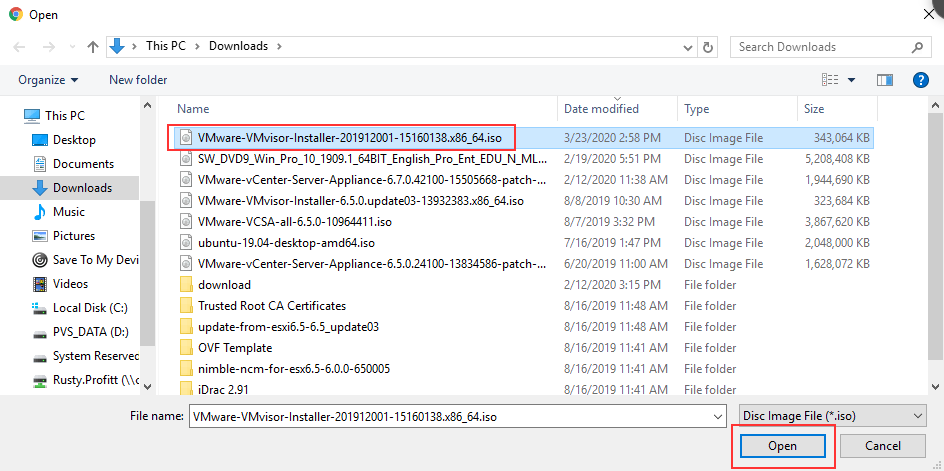 Open
This PC > Downloads >
Search Downloads
Organize
New folder
?
This PC
Desktop
Documents
Downloads
Music
Pictures
Save To My Devi
Videos
Local Disk (C:)
PVS_DATA (D:)
System Reserved
Rusty.Profitt (\\c
Name Date modified Type Size
VMware-VMvisor-Installer-201912001-15160138.x86_64.iso 3/23/2020 2:58 PM Disc Image File 343,064 KB
SW_DVD9_Win_Pro_10_1909.1_64BIT_English_Pro_Ent_EDU_N_ML... 2/19/2020 5:51 PM Disc Image File 5,208,408 KB
VMware-vCenter-Server-Appliance-6.7.0.42100-15505668-patch-... 2/12/2020 11:38 AM Disc Image File 1,944,690 KB
VMware-VMvisor-Installer-6.5.0.update03-13932383.x86_64.iso 8/8/2019 10:30 AM Disc Image File 323,684 KB
VMware-VCSA-all-6.5.0-10964411.iso 8/7/2019 3:32 PM Disc Image File 3,867,620 KB
ubuntu-19.04-desktop-amd64.iso 7/16/2019 1:47 PM Disc Image File 2,048,000 KB
VMware-vCenter-Server-Appliance-6.5.0.24100-13834586-patch-... 6/20/2019 11:00 AM Disc Image File 1,628,072 KB
download 2/12/2020 3:15 PM File folder
Trusted Root CA Certificates 8/16/2019 11:48 AM File folder
update-from-esxi6.5-6.5_update03 8/16/2019 11:48 AM File folder
OVF Template 8/16/2019 11:41 AM File folder
nimble-ncm-for-esx6.5-6.0.0-650005 8/16/2019 11:41 AM File folder
iDrac 2.91 8/16/2019 11:41 AM File folder
File name: VMware-VMvisor-Installer-201912001-15160138.x86_64.iso Disc Image File (*.iso)
Open Cancel